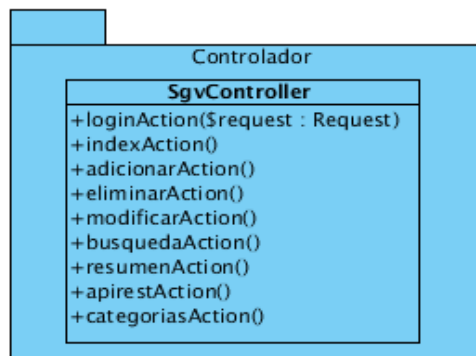 Controlador
SgvController
+loginAction($request : Request)
+indexAction()
+adicionarAction()
+eliminarAction()
+modificarAction()
+busquedaAction()
+resumenAction()
+apirestAction()
+categoriasAction()